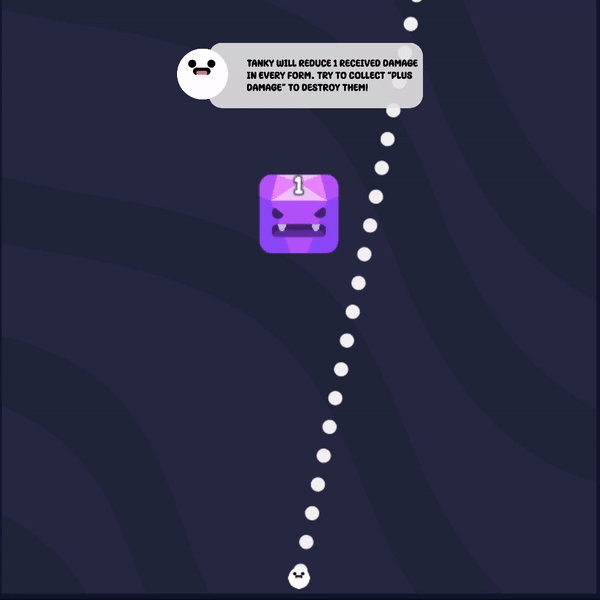 TANKY WILL REDUCE 1 RECEIVED DAMAGE
IN EVERY FORM. TRY TO COLLECT "PLUS
DAMAGE" TO DESTROY THEM!
1